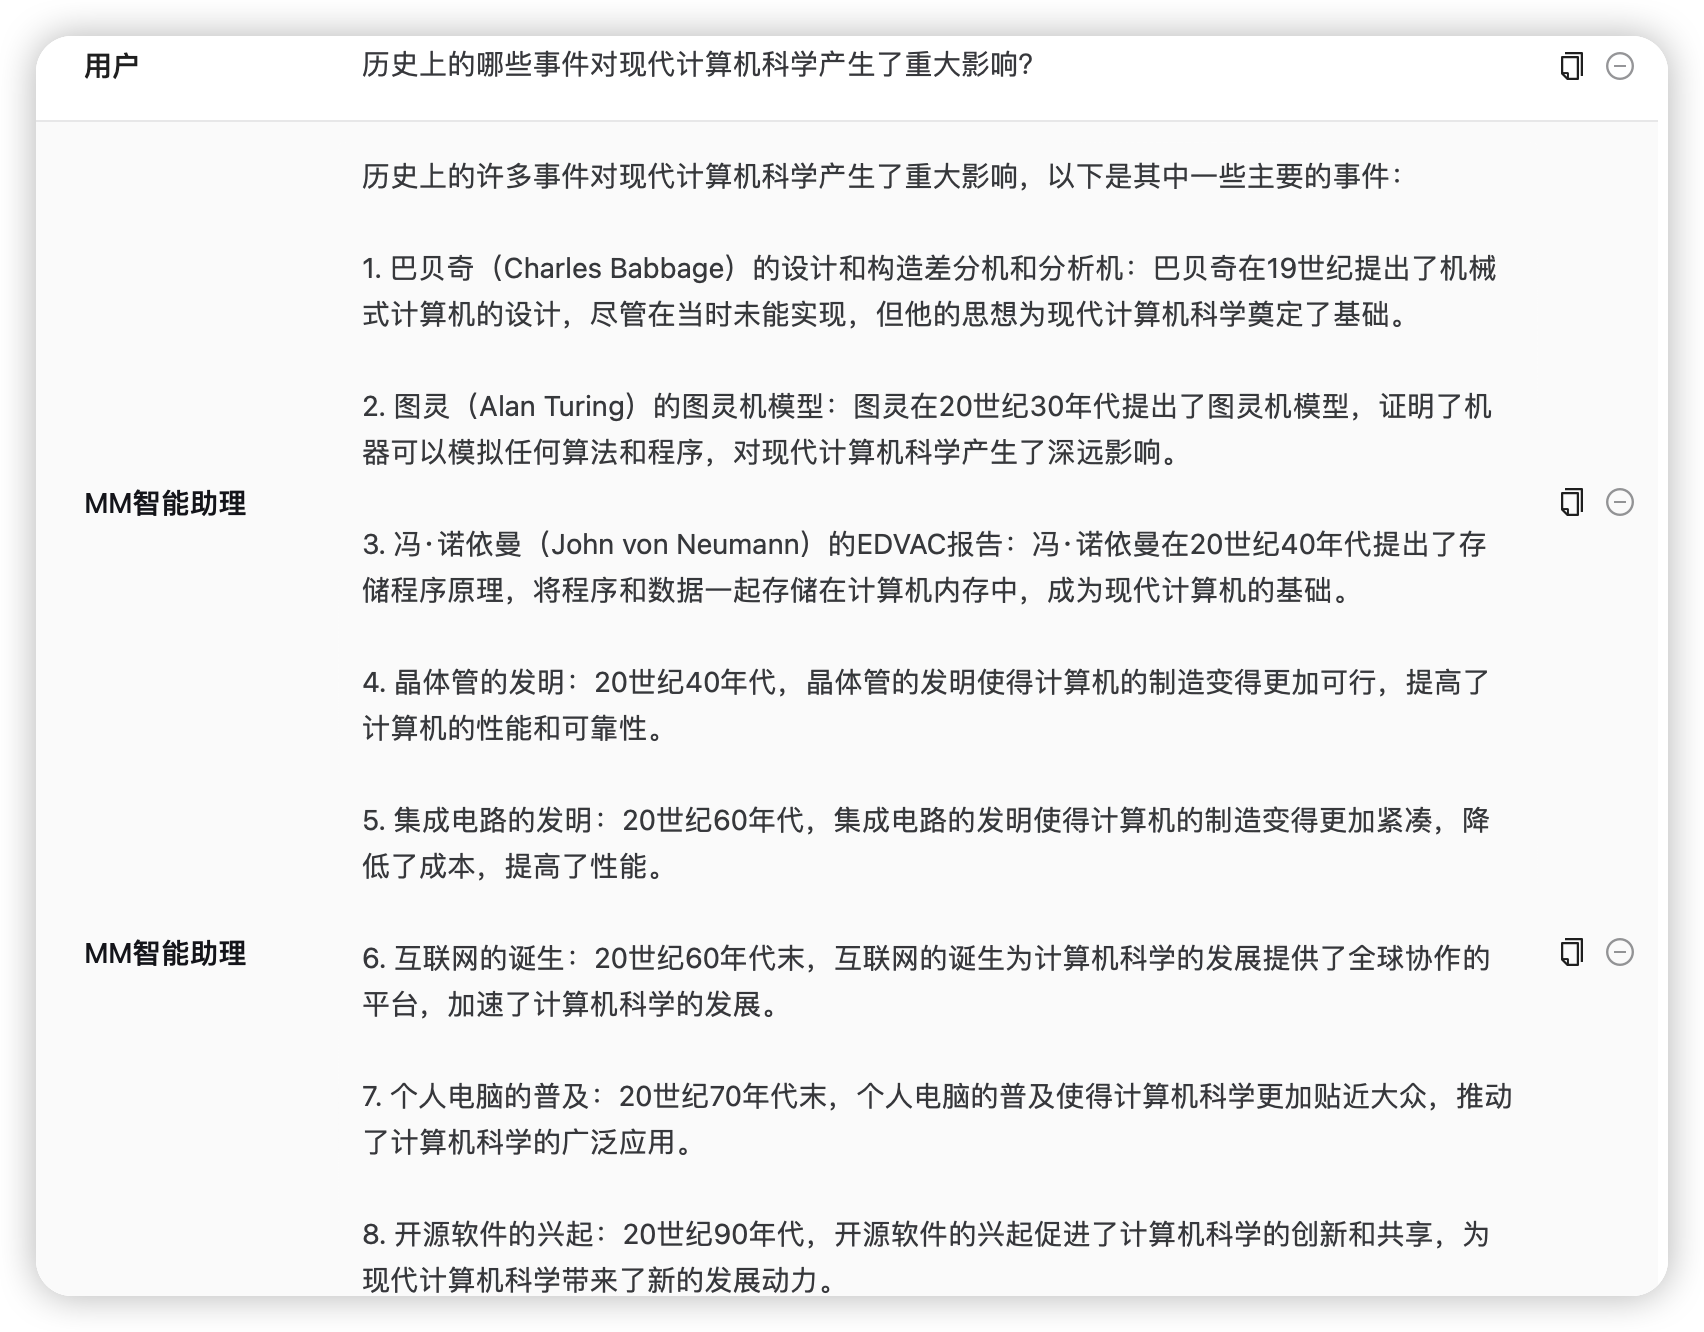 用户
历史上的哪些事件对现代计算机科学产生了重大影响?
历史上的许多事件对现代计算机科学产生了重大影响，以下是其中一些主要的事件：
1. 巴贝奇（Charles Babbage）的设计和构造差分机和分析机：巴贝奇在19世纪提出了机械
式计算机的设计，尽管在当时未能实现，但他的思想为现代计算机科学奠定了基础。
2. 图灵（Alan Turing）的图灵机模型：图灵在20世纪30年代提出了图灵机模型，证明了机
器可以模拟任何算法和程序，对现代计算机科学产生了深远影响。
MM智能助理
3. 冯·诺依曼（John von Neumann）的EDVAC报告：冯·诺依曼在20世纪40年代提出了存
储程序原理，将程序和数据一起存储在计算机内存中，成为现代计算机的基础。
4. 晶体管的发明：20世纪40年代，晶体管的发明使得计算机的制造变得更加可行，提高了
计算机的性能和可靠性。
5. 集成电路的发明：20世纪60年代，集成电路的发明使得计算机的制造变得更加紧凑，降
低了成本，提高了性能。
MM智能助理
6. 互联网的诞生：20世纪60年代末，互联网的诞生为计算机科学的发展提供了全球协作的
平台，加速了计算机科学的发展。
7. 个人电脑的普及：20世纪70年代末，个人电脑的普及使得计算机科学更加贴近大众，推动
了计算机科学的广泛应用。
8. 开源软件的兴起：20世纪90年代，开源软件的兴起促进了计算机科学的创新和共享，为
现代计算机科学带来了新的发展动力。